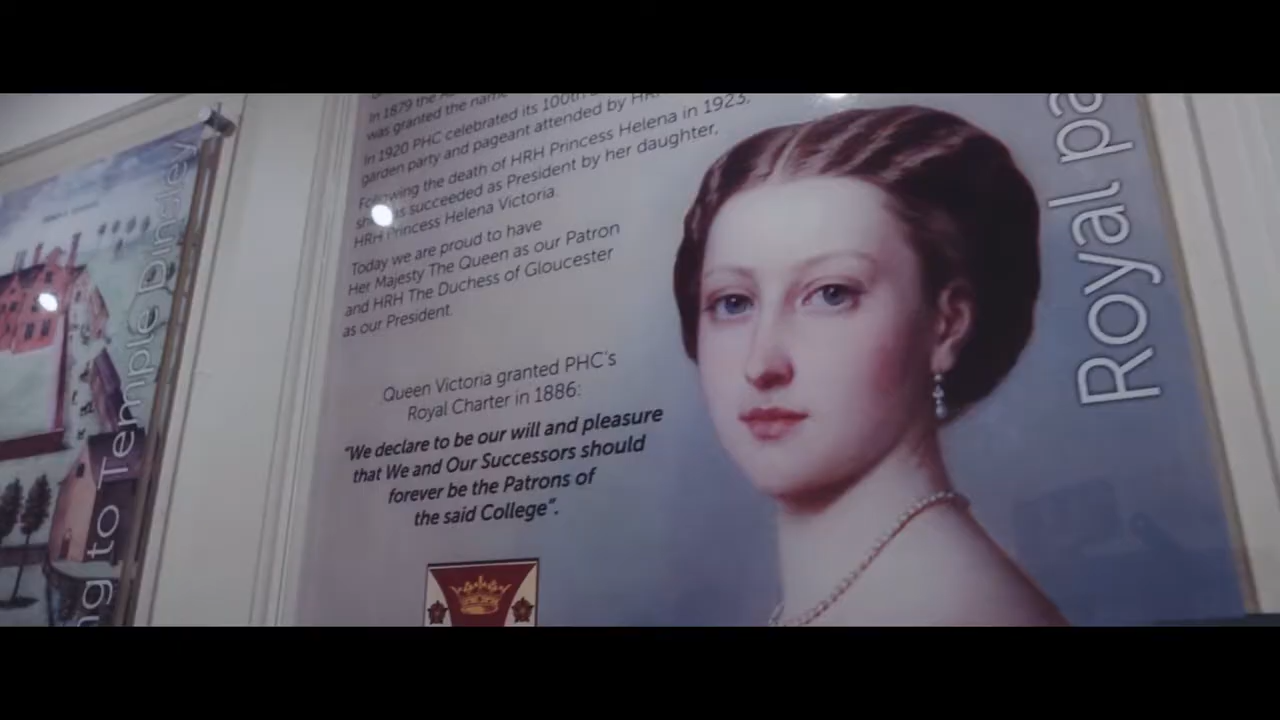 In 1879 the
was granted the name
In 1920 PHC celebrated its 100th
garden party and pageant attended by HRH
Following the death of HRH Princess Helena in 1923,
she was succeeded as President by her daughter,
HRH Princess Helena Victoria.
Today we are proud to have
Her Majesty The Queen as our Patron
and HRH The Duchess of Gloucester
as our President.
Queen Victoria granted PHC's
Royal Charter in 1886:
"We declare to be our will and pleasure
that We and Our Successors should
forever be the Patrons of
the said College".
Royal pa
ng to Temple Dinsley